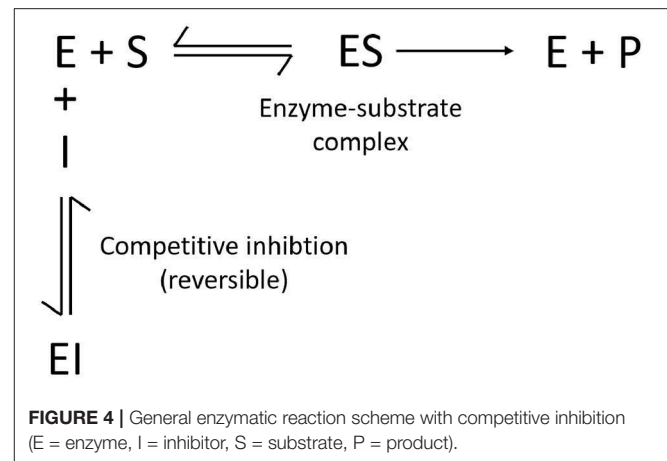 E + S ES E + P
+
I
Enzyme-substrate
complex
Competitive inhibtion
(reversible)
EI
FIGURE 4 | General enzymatic reaction scheme with competitive inhibition
(E = enzyme, I = inhibitor, S = substrate, P = product).